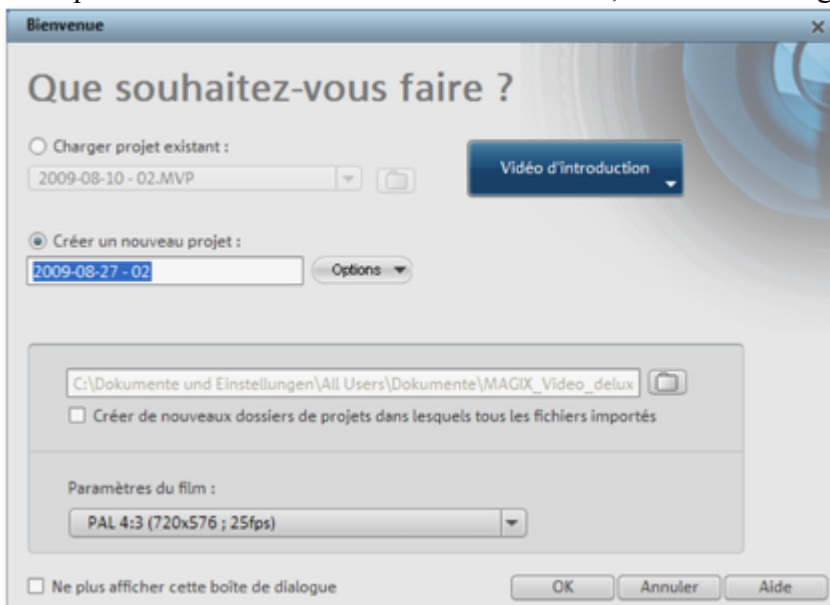 Bienvenue
Que souhaitez-vous faire ?
Charger projet existant :
2009-08-10 - 02.MVP
Vidéo d'introduction
Créer un nouveau projet :
2009-08-27 - 02
Options
C:\Dokumente und Einstellungen\All Users\Dokumente\MAGIX_Video_delux
Créer de nouveaux dossiers de projets dans lesquels tous les fichiers importés
Paramètres du film :
PAL 4:3 (720x576 ; 25fps)
Ne plus afficher cette boîte de dialogue
OK
Annuler
Aide